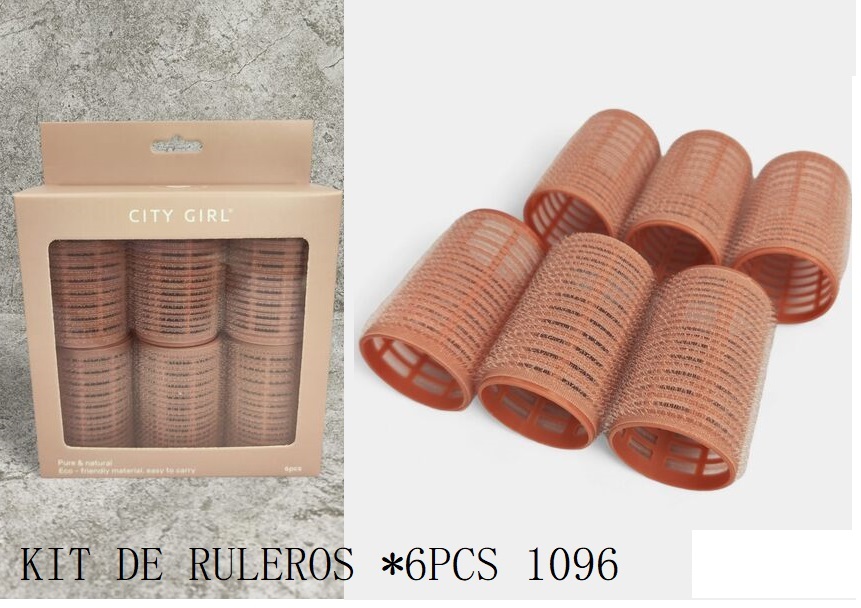 CITY GIRL
Pure & natural
Eco - friendly material, easy to carry
6pcs
KIT DE RULEROS *6PCS 1096